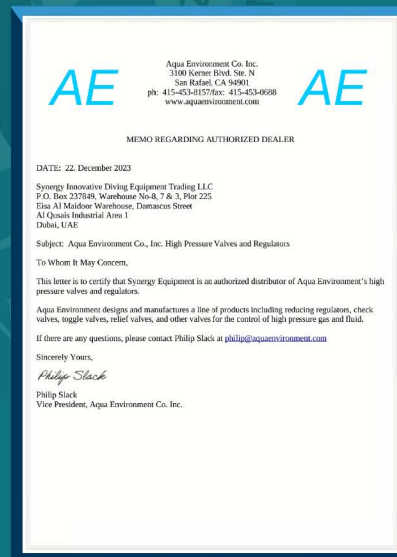 AE
Aqua Environment Co. Inc.
3100 Kerner Blvd. Ste. N
San Rafael, CA 94901
ph: 415-453-8157/fax: 415-453-0688
www.aquaenvironment.com
AE
MEMO REGARDING AUTHORIZED DEALER
DATE: 22. December 2023
Synergy Innovative Diving Equipment Trading LLC
P.O. Box 237849, Warehouse No-8, 7 & 3, Plot 225
Eisa Al Maidoor Warehouse, Damascus Street
Al Qusais Industrial Area 1
Dubai, UAE
Subject: Aqua Environment Co., Inc. High Pressure Valves and Regulators
To Whom It May Concern,
This letter is to certify that Synergy Equipment is an authorized distributor of Aqua Environment's high
pressure valves and regulators.
Aqua Environment designs and manufactures a line of products including reducing regulators, check
valves, toggle valves, relief valves, and other valves for the control of high pressure gas and fluid.
If there are any questions, please contact Philip Slack at philip@aquaenvironment.com
Sincerely Yours,
Philip Slack
Philip Slack
Vice President, Aqua Environment Co. Inc.